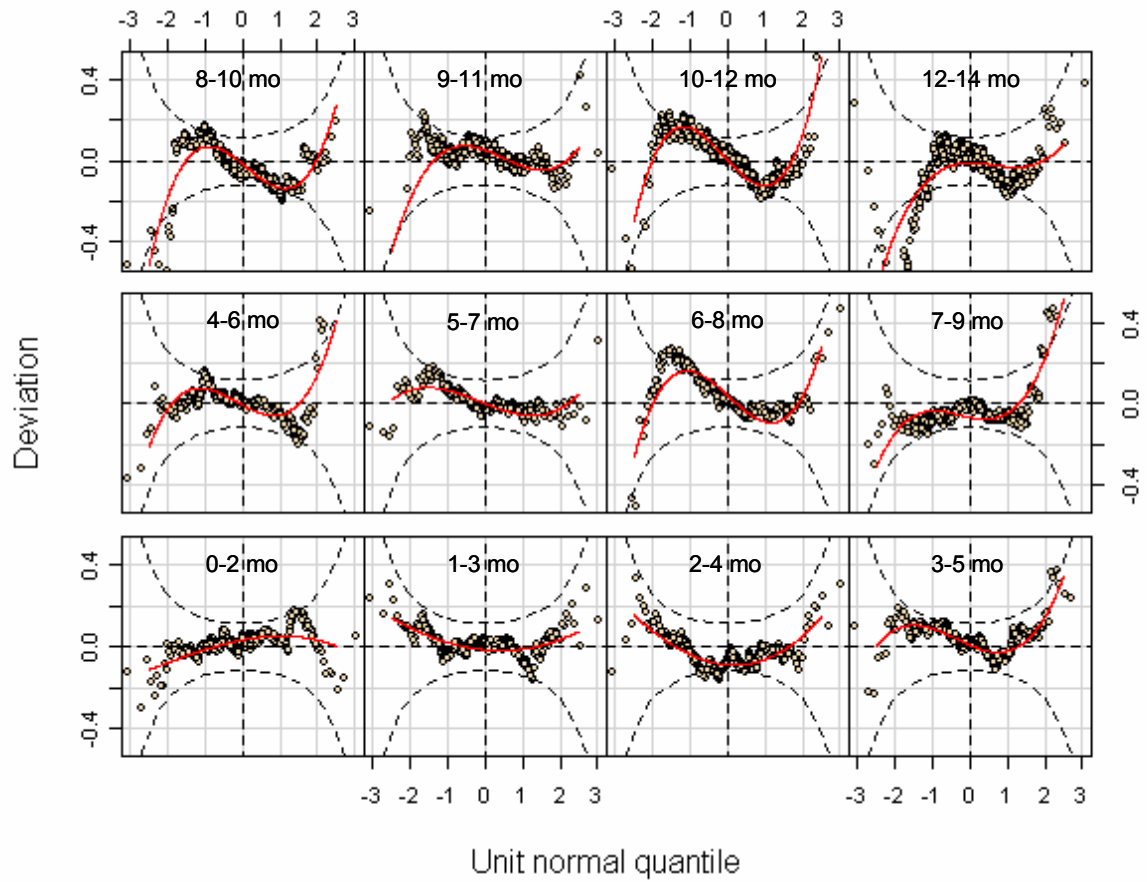 -3 -2 -1 0 1 2 3 -3 -2 -1 0 1 2 3
8-10 mo 9-11 mo 10-12 mo 12-14 mo
0.4
0.0
-0.4
4-6 mo 5-7 mo 6-8 mo 7-9 mo
0.4
0.0
-0.4
Deviation
0-2 mo 1-3 mo 2-4 mo 3-5 mo
0.4
0.0
-0.4
-3 -2 -1 0 1 2 3 -3 -2 -1 0 1 2 3
Unit normal quantile